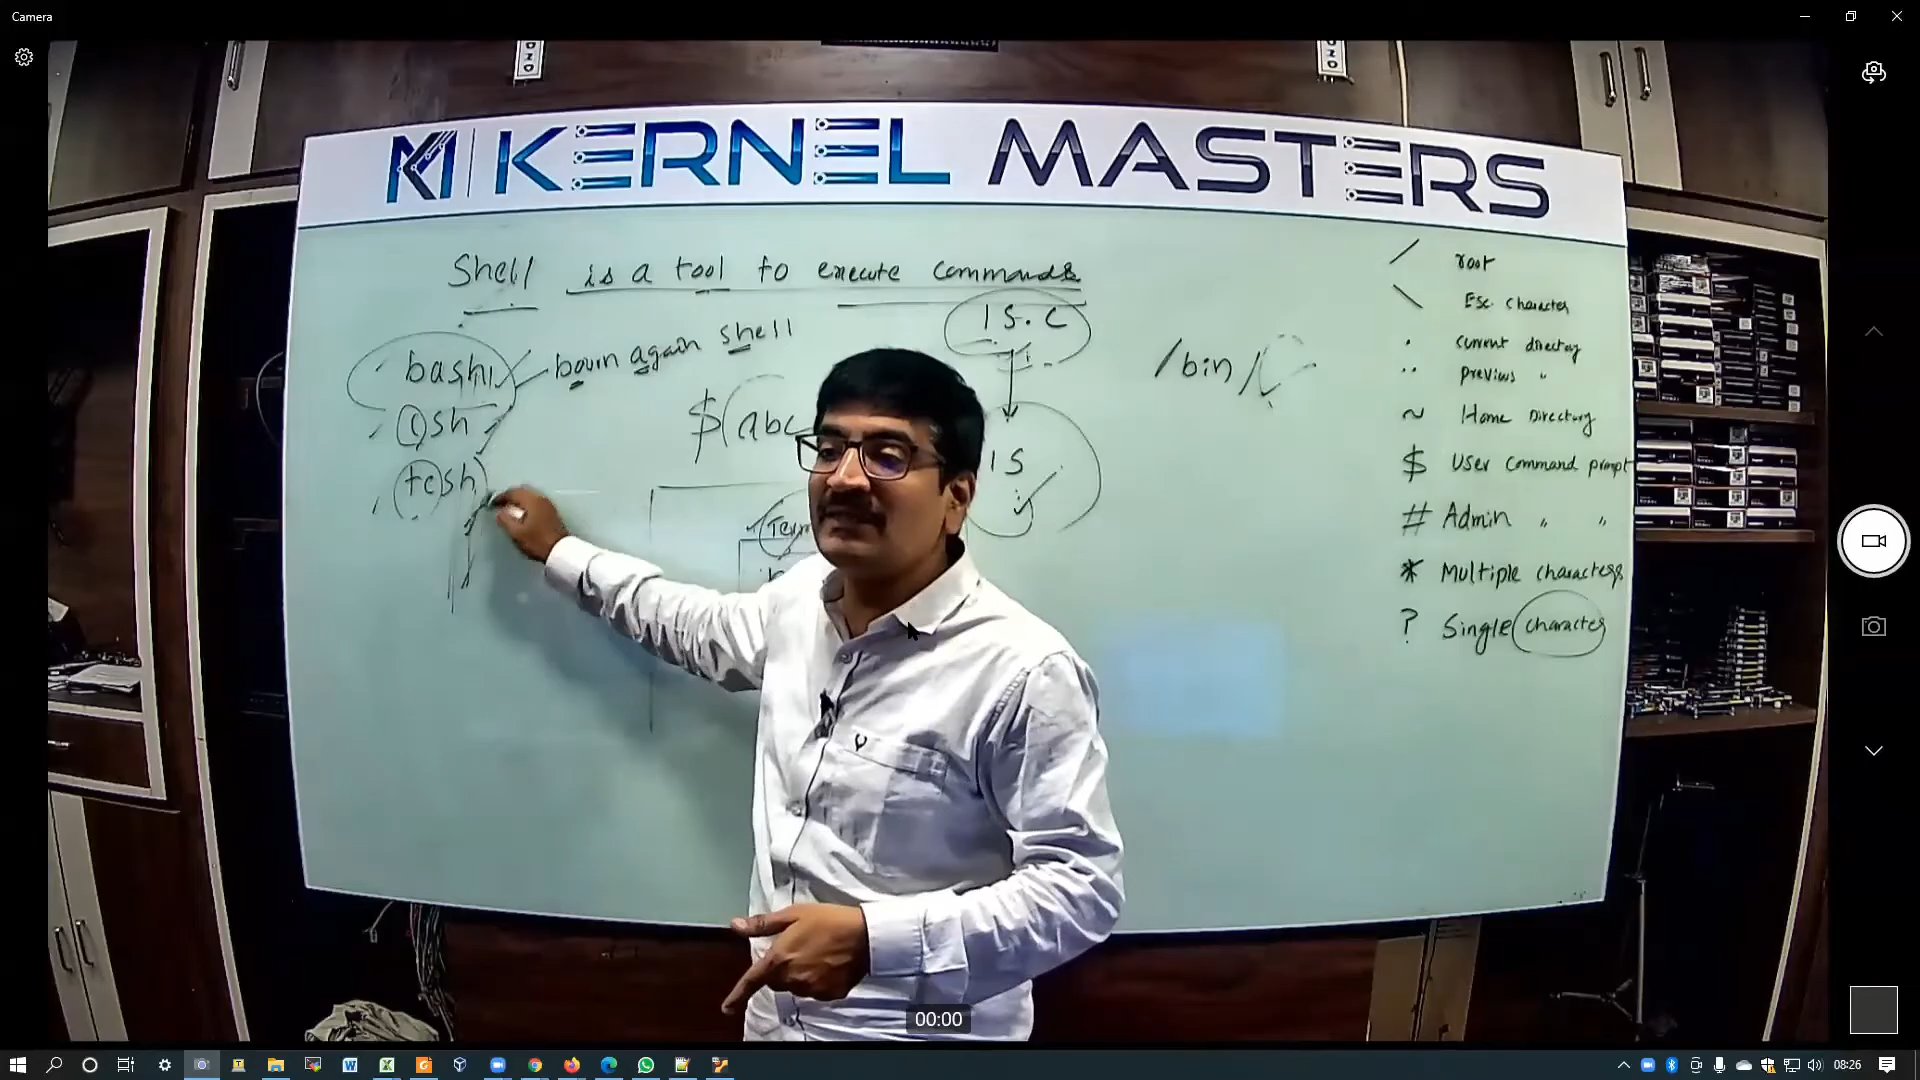 Camera
KERNEL MASTERS
Shell is a tool to execute commands
bash
bourn again shell
sh
tcsh
$(abc
Term
ls.c
ls
/bin/
/ root
\ Esc. character
. current directory
.. previous "
~ Home Directory
$ User command prompt
# Admin " "
* Multiple characters
? Single character
00:00
08:26